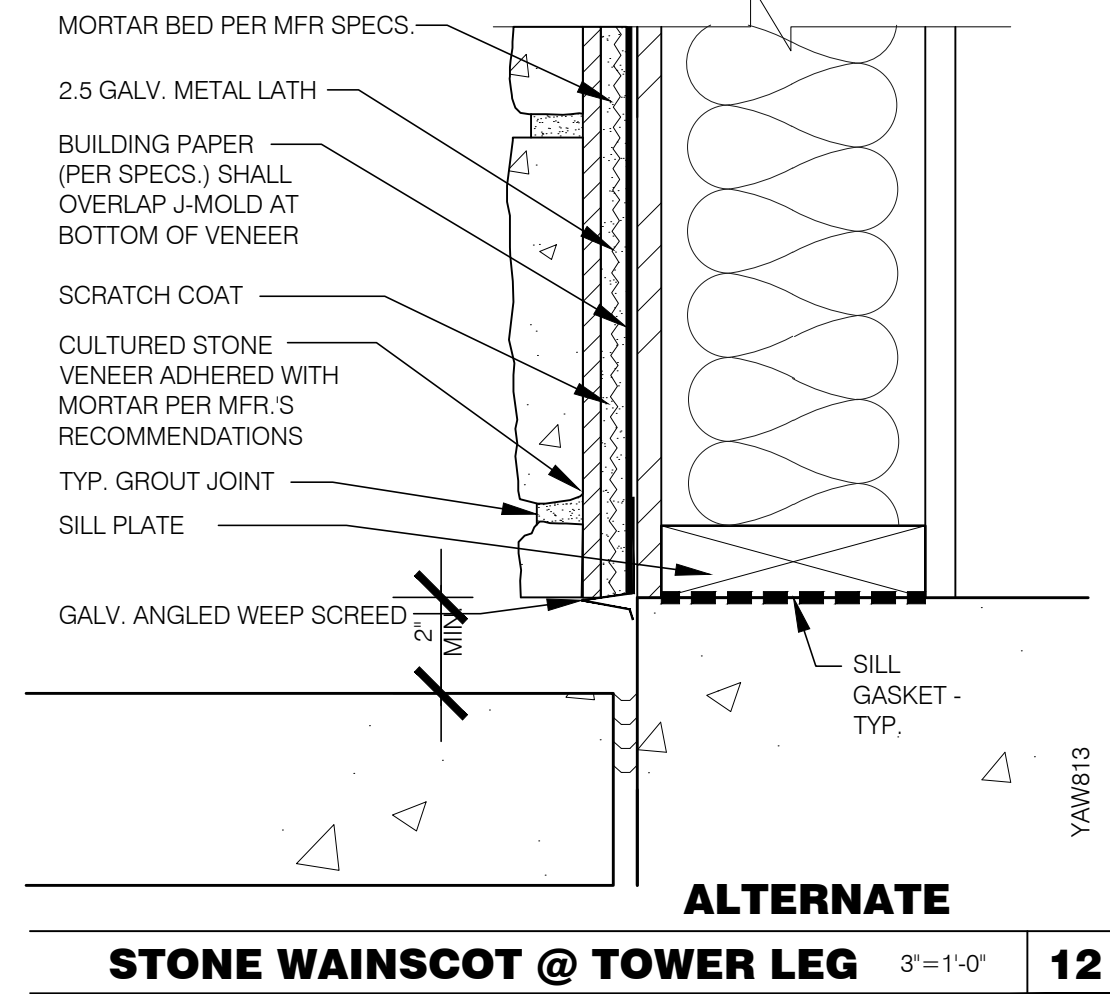 MORTAR BED PER MFR SPECS.
2.5 GALV. METAL LATH
BUILDING PAPER
(PER SPECS.) SHALL
OVERLAP J-MOLD AT
BOTTOM OF VENEER
SCRATCH COAT
CULTURED STONE
VENEER ADHERED WITH
MORTAR PER MFR.'S
RECOMMENDATIONS
TYP. GROUT JOINT
SILL PLATE
GALV. ANGLED WEEP SCREED
2"
MIN
SILL
GASKET -
TYP.
YAW813
ALTERNATE
STONE WAINSCOT @ TOWER LEG 3"=1'-0" 12